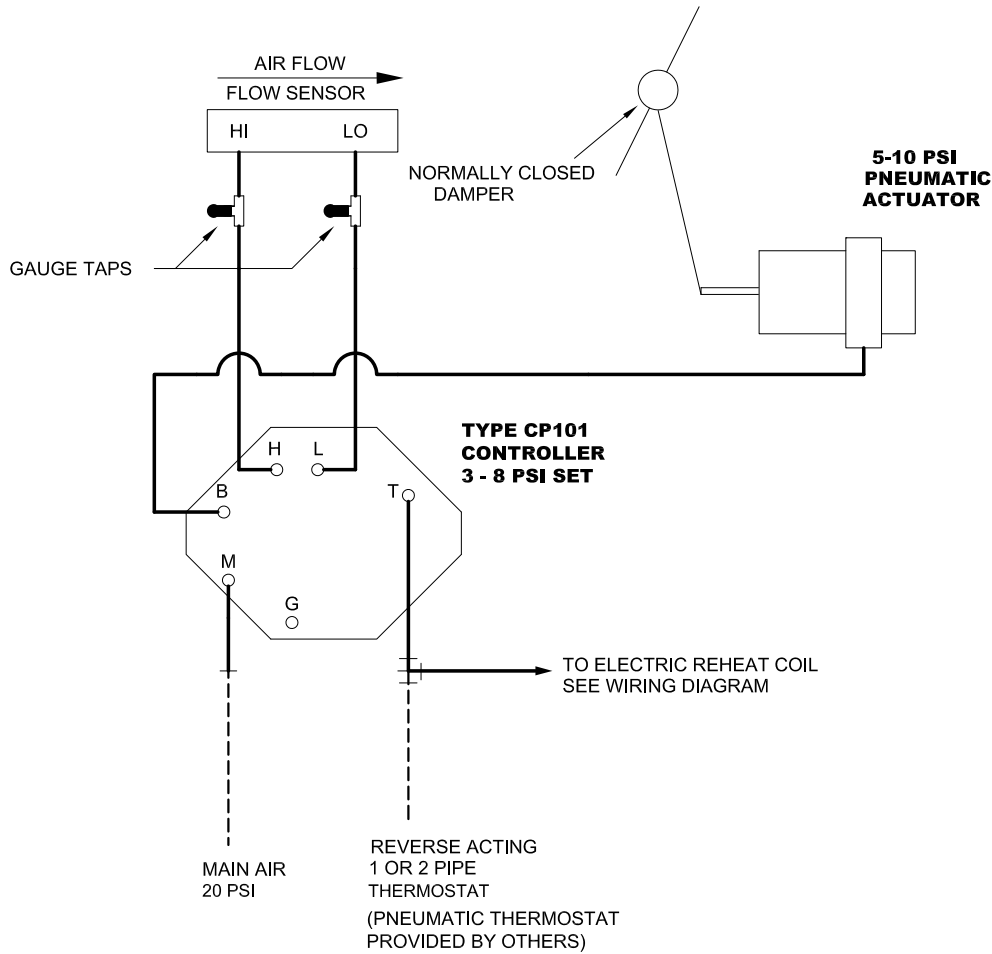 AIR FLOW
FLOW SENSOR
HI
LO
NORMALLY CLOSED
DAMPER
5-10 PSI
PNEUMATIC
ACTUATOR
GAUGE TAPS
TYPE CP101
CONTROLLER
3 - 8 PSI SET
H
L
T
B
M
G
TO ELECTRIC REHEAT COIL
SEE WIRING DIAGRAM
MAIN AIR
20 PSI
REVERSE ACTING
1 OR 2 PIPE
THERMOSTAT
(PNEUMATIC THERMOSTAT
PROVIDED BY OTHERS)